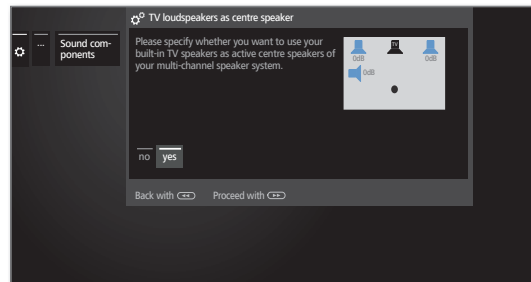 TV loudspeakers as centre speaker
...
Sound com-
ponents
Please specify whether you want to use your
built-in TV speakers as active centre speakers of
your multi-channel speaker system.
TV
0dB
0dB
0dB
no yes
Back with Proceed with